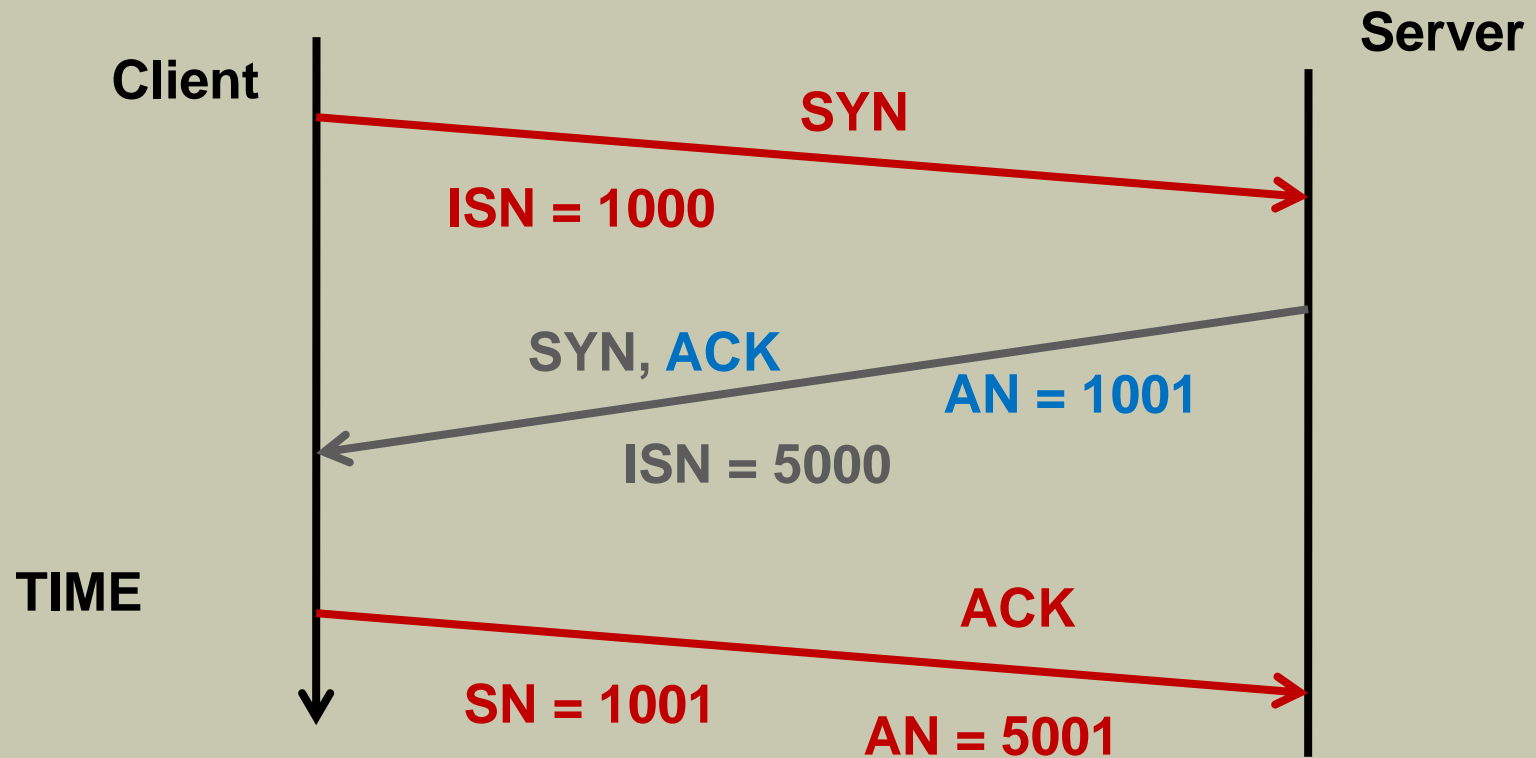 Server
Client
SYN
ISN = 1000
SYN, ACK
AN = 1001
ISN = 5000
TIME
ACK
SN = 1001
AN = 5001